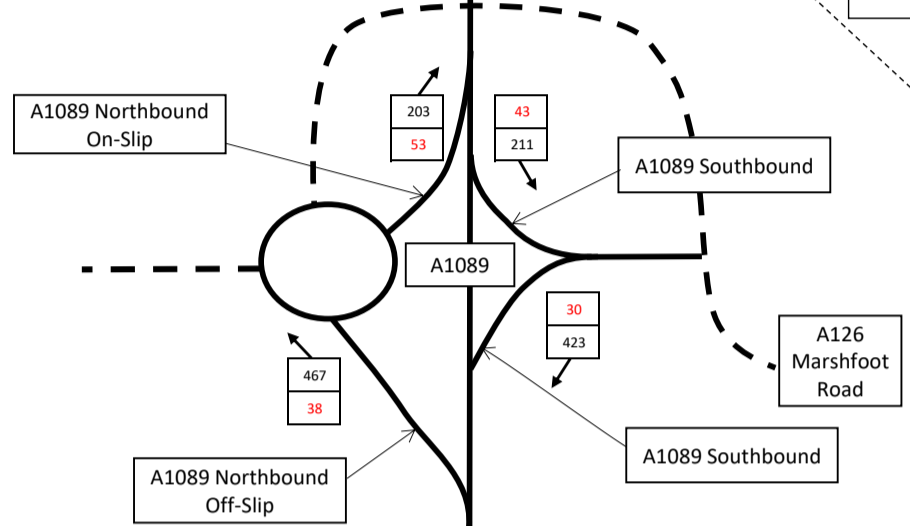 203
43
A1089 Northbound
On-Slip
53
211
A1089 Southbound
A1089
30
423
A126
Marshfoot
Road
467
38
A1089 Southbound
A1089 Northbound
Off-Slip